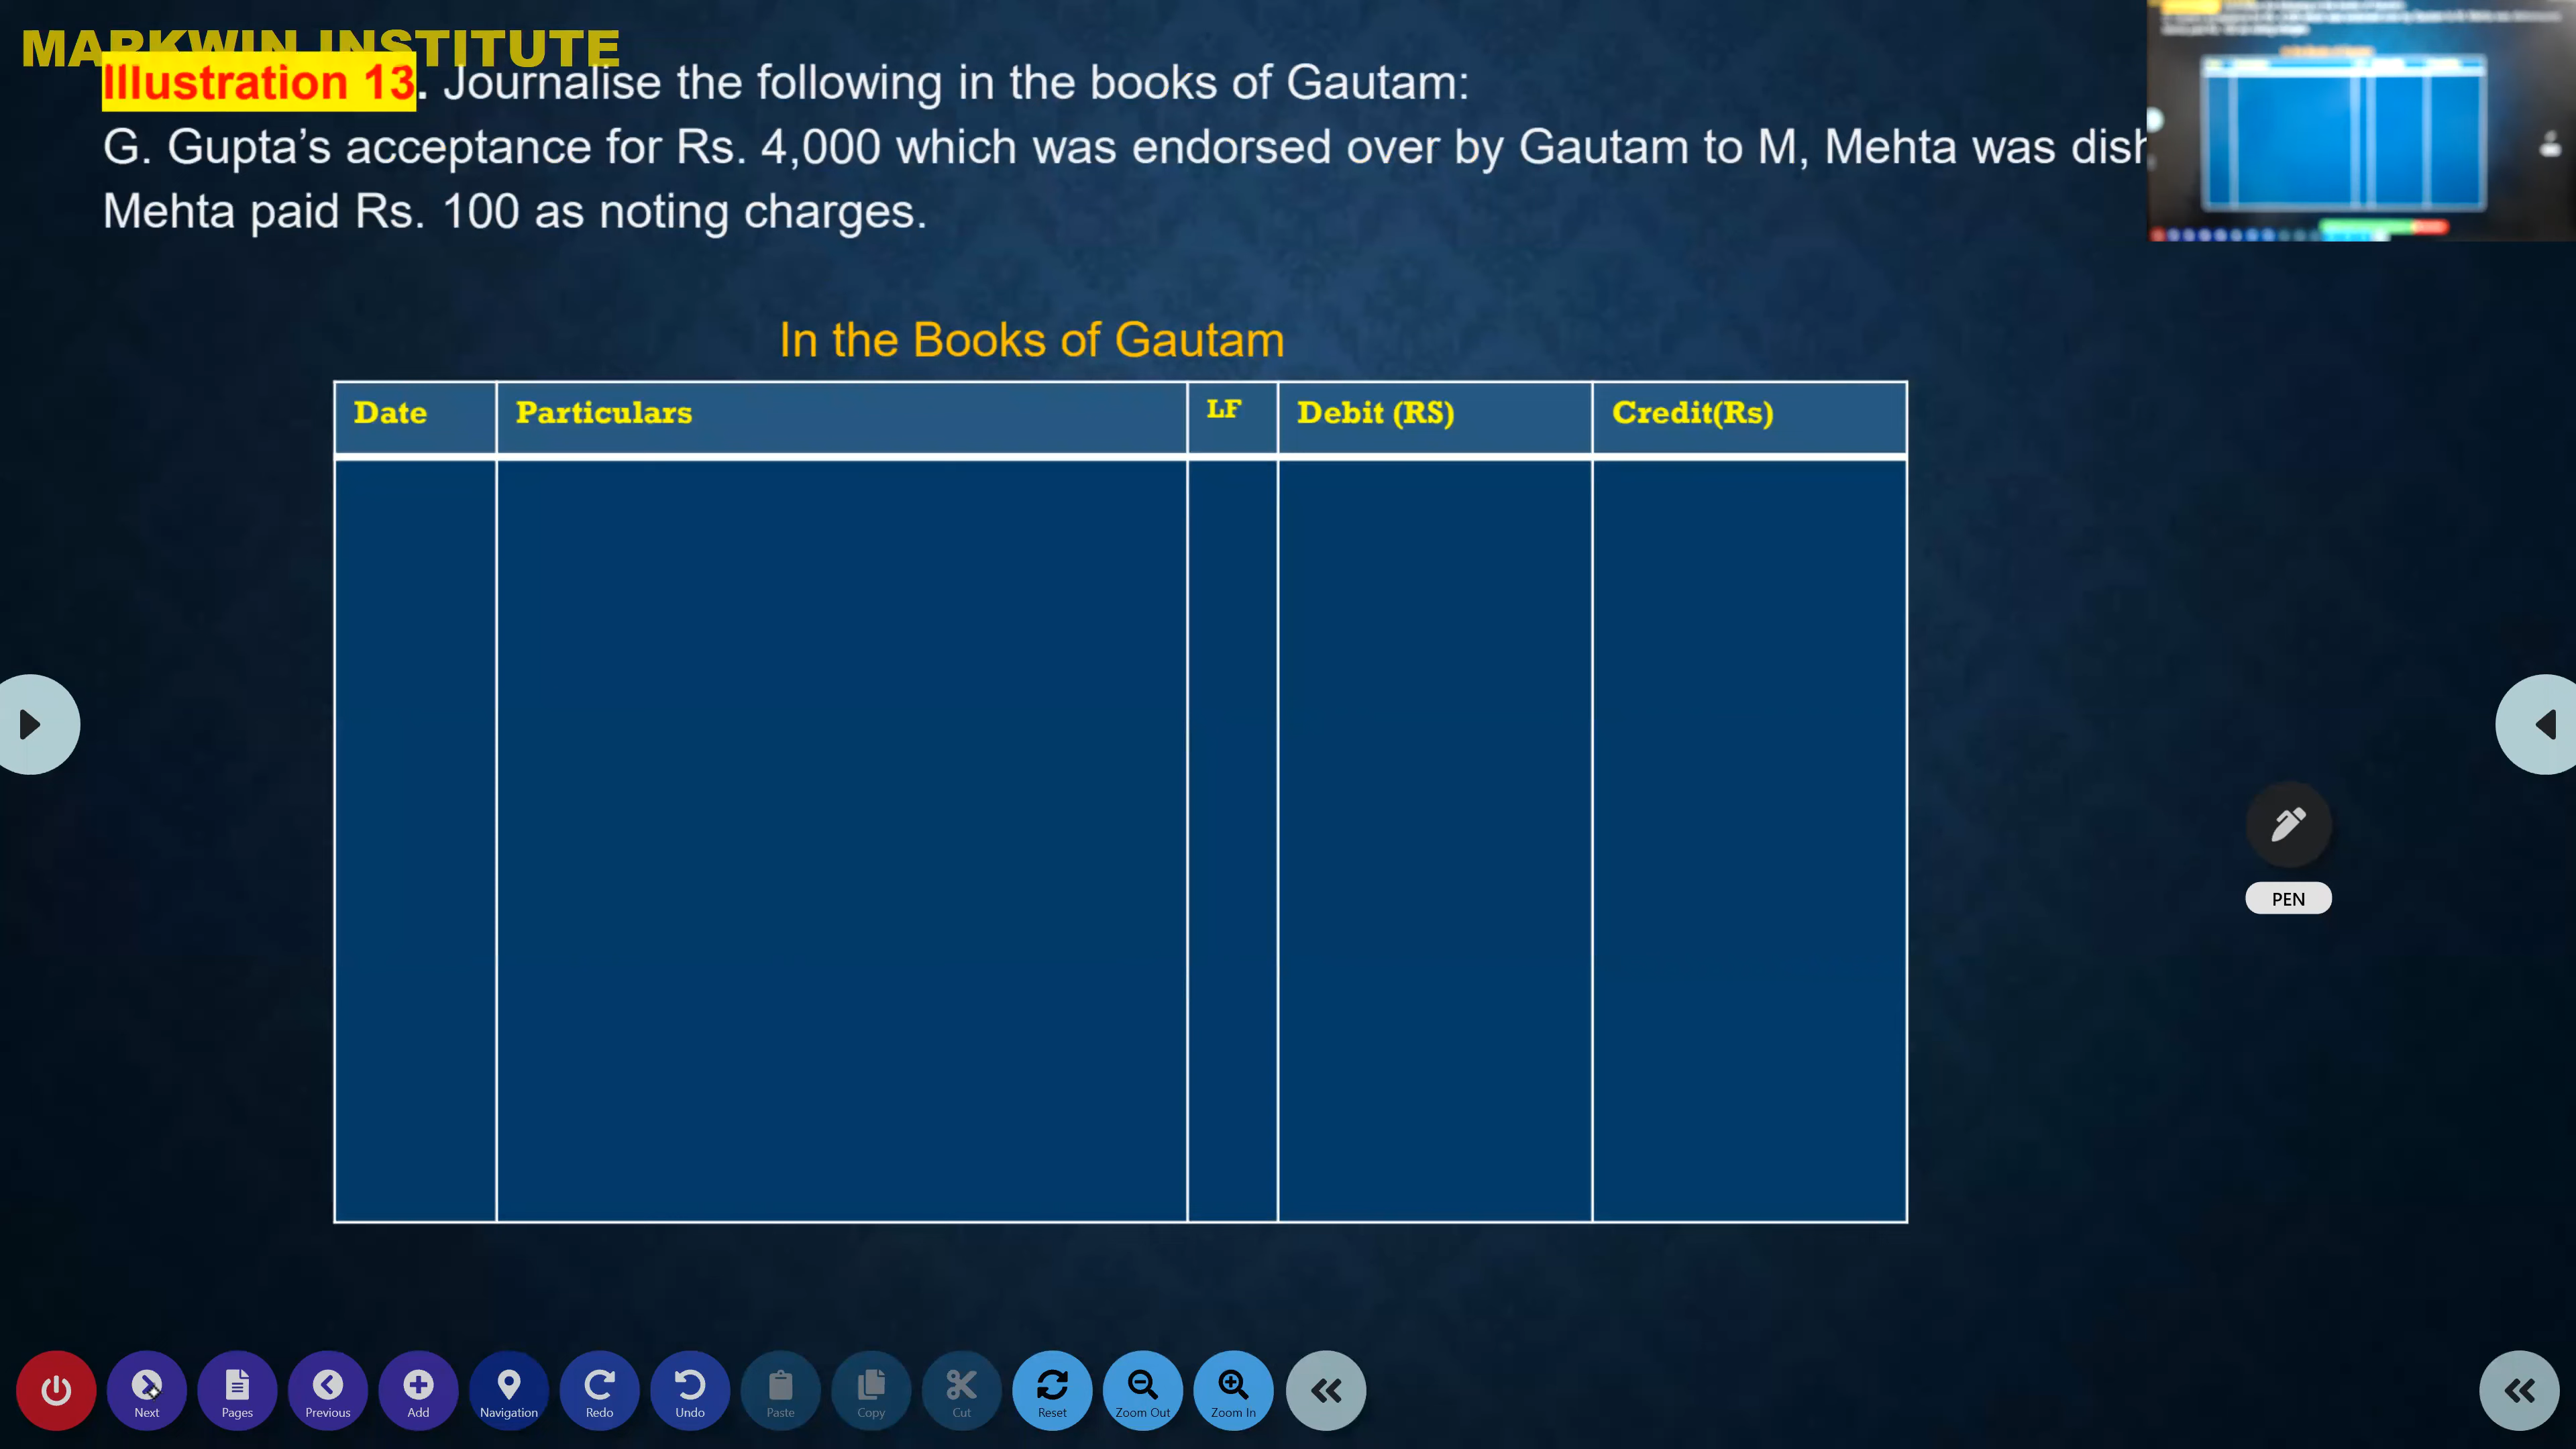 MARKWIN INSTITUTE
Illustration 13. Journalise the following in the books of Gautam:
G. Gupta’s acceptance for Rs. 4,000 which was endorsed over by Gautam to M, Mehta was
Mehta paid Rs. 100 as noting charges.
In the Books of Gautam
Date Particulars LF Debit (RS) Credit(Rs)
PEN
Next Pages Previous Add Navigation Redo Undo Paste Copy Cut Reset Zoom Out Zoom In